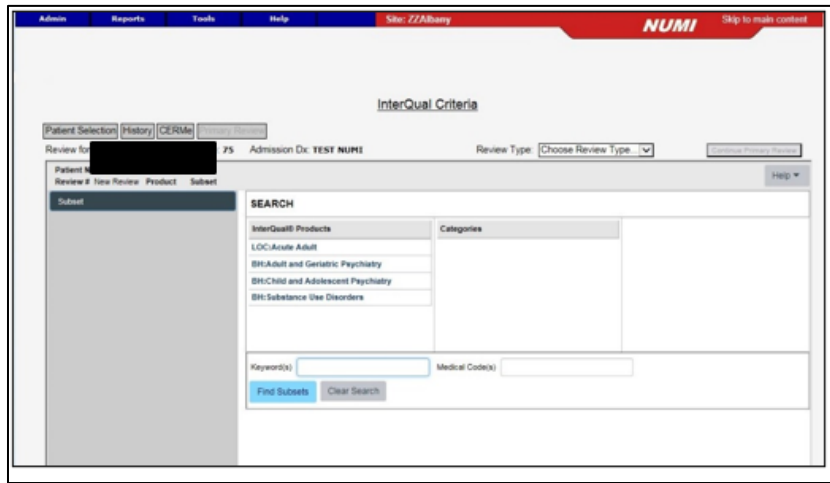 Admin Reports Tools Help Site: ZZAlbany NUMI Skip to main content
InterQual Criteria
Patient Selection History CERMe Primary Review
Review for 75 Admission Dx: TEST NUMI Review Type: Choose Review Type... Continue Primary Review
Patient N
Review # New Review Product Subset Help
Subset SEARCH
InterQual® Products Categories
LOC:Acute Adult
BH:Adult and Geriatric Psychiatry
BH:Child and Adolescent Psychiatry
BH:Substance Use Disorders
Keyword(s) Medical Code(s)
Find Subsets Clear Search